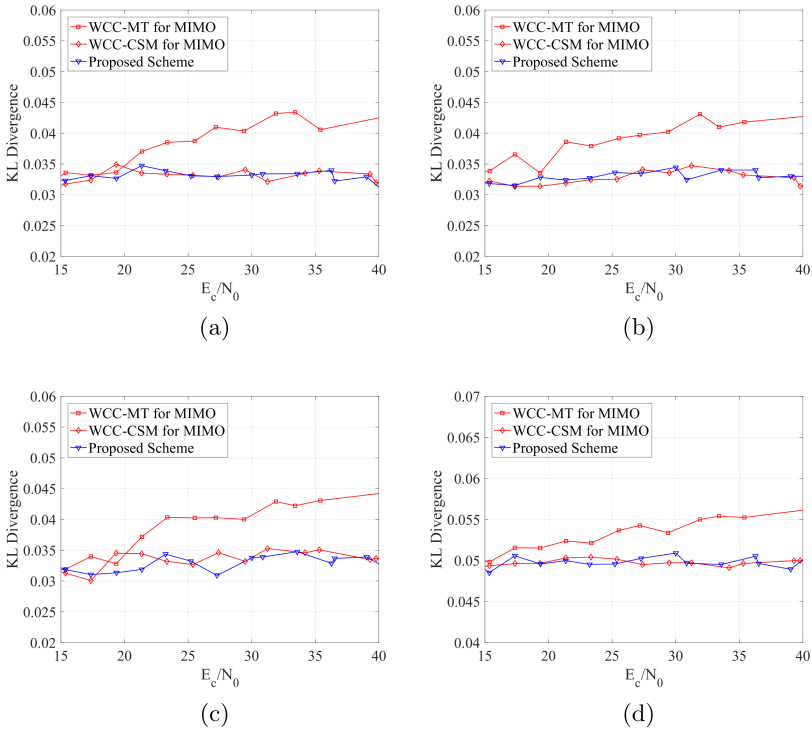 0.06
0.055
0.05
0.045
0.04
0.035
0.03
0.025
0.02
KL Divergence
WCC-MT for MIMO
WCC-CSM for MIMO
Proposed Scheme
15 20 25 30 35 40
E_c/N_0
(a)
0.06
0.055
0.05
0.045
0.04
0.035
0.03
0.025
0.02
KL Divergence
WCC-MT for MIMO
WCC-CSM for MIMO
Proposed Scheme
15 20 25 30 35 40
E_c/N_0
(b)
0.06
0.055
0.05
0.045
0.04
0.035
0.03
0.025
0.02
KL Divergence
WCC-MT for MIMO
WCC-CSM for MIMO
Proposed Scheme
15 20 25 30 35 40
E_c/N_0
(c)
0.07
0.065
0.06
0.055
0.05
0.045
0.04
KL Divergence
WCC-MT for MIMO
WCC-CSM for MIMO
Proposed Scheme
15 20 25 30 35 40
E_c/N_0
(d)